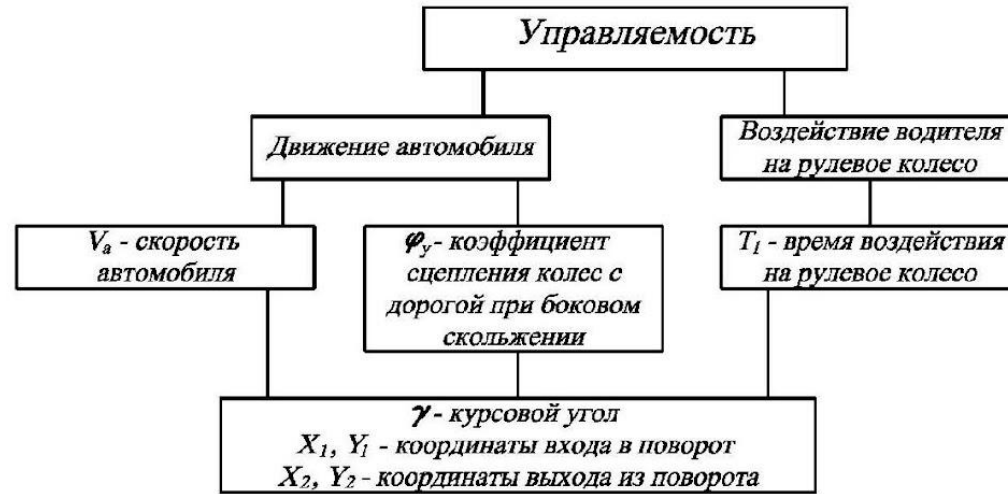 Управляемость
Движение автомобиля
Воздействие водителя
на рулевое колесо
Vₐ - скорость
автомобиля
φᵧ - коэффициент
сцепления колес с
дорогой при боковом
скольжении
T₁ - время воздействия
на рулевое колесо
γ - курсовой угол
X₁, Y₁ - координаты входа в поворот
X₂, Y₂ - координаты выхода из поворота